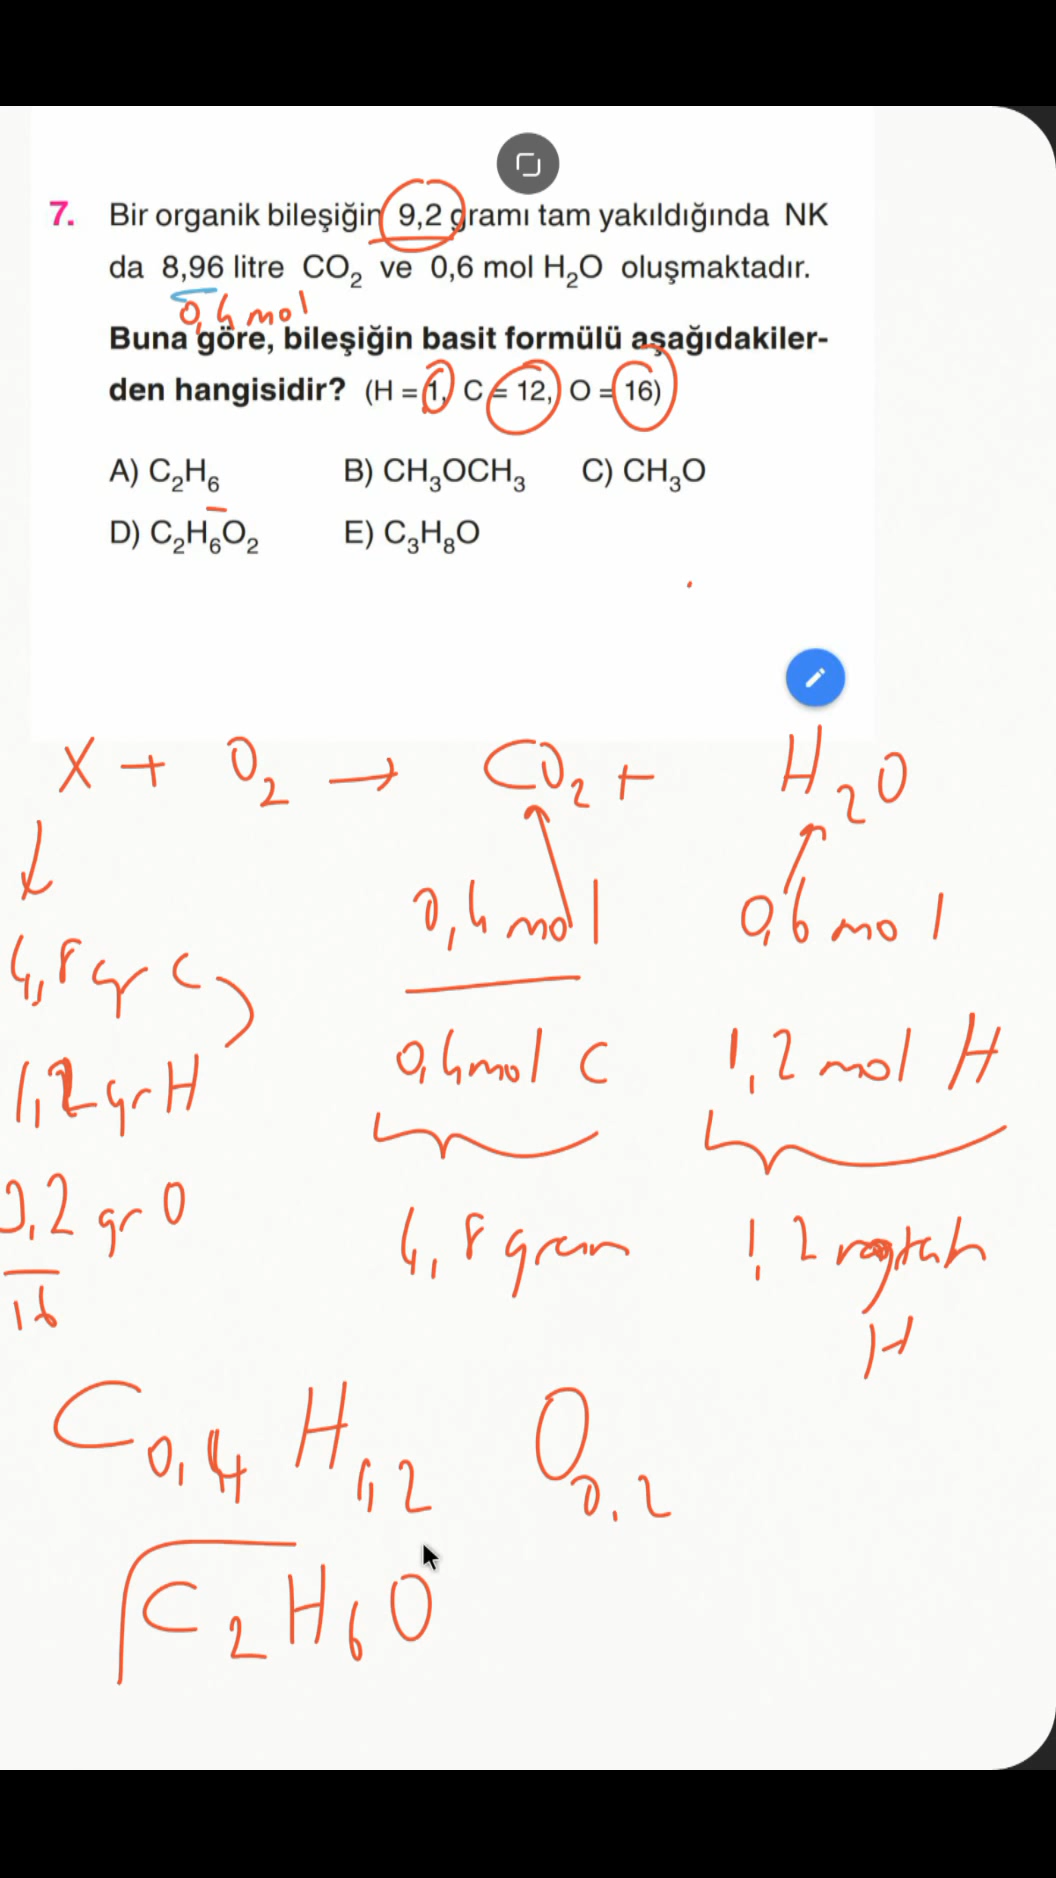 7. Bir organik bileşiğin 9,2 gramı tam yakıldığında NK
da 8,96 litre CO₂ ve 0,6 mol H₂O oluşmaktadır.
0,4 mol
Buna göre, bileşiğin basit formülü aşağıdakiler-
den hangisidir? (H = 1, C = 12, O = 16)
A) C₂H₆ B) CH₃OCH₃ C) CH₃O
D) C₂H₆O₂ E) C₃H₈O
X + O₂ → CO₂ + H₂O
0,4 mol 0,6 mol
4,8 gr C
0,4 mol C 1,2 mol H
1,2 gr H
3,2 gr O
16
4,8 gram 1,2
H
C0,4 H1,2 O0.2
C₂H₆O